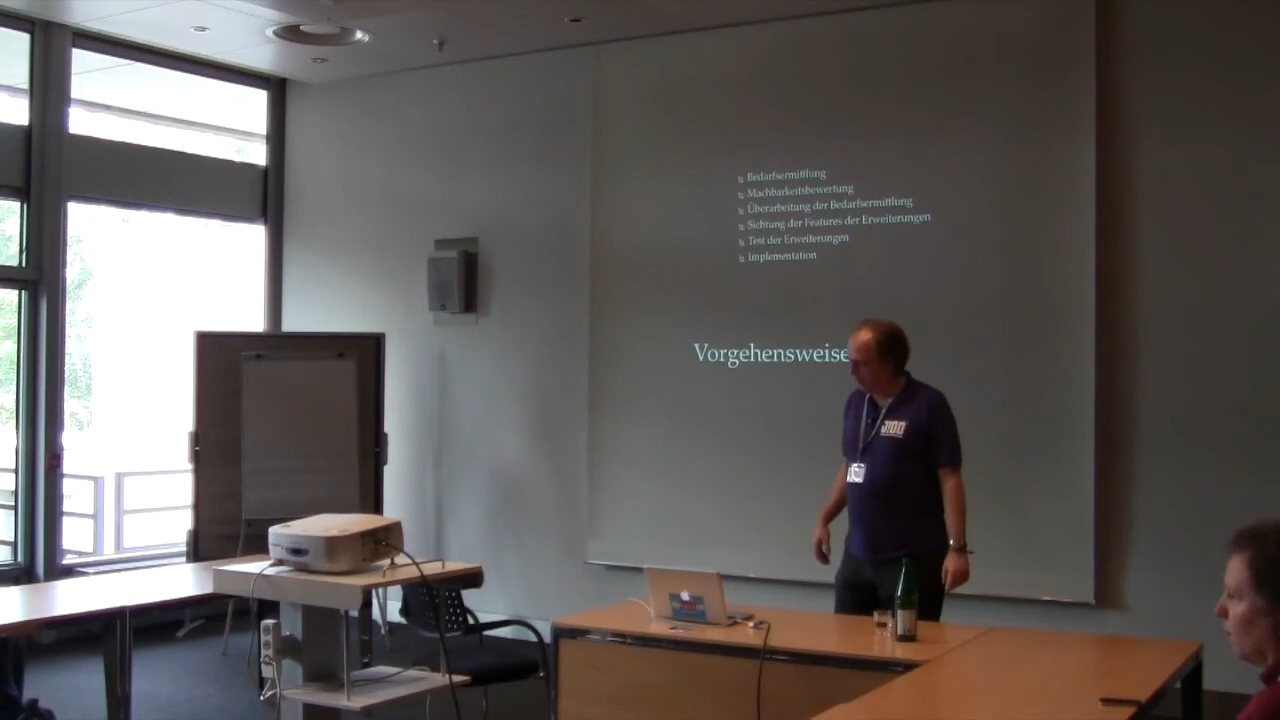 Bedarfsermittlung
Machbarkeitsbewertung
Überarbeitung der Bedarfsermittlung
Sichtung der Features der Erweiterungen
Test der Erweiterungen
Implementation
Vorgehensweise